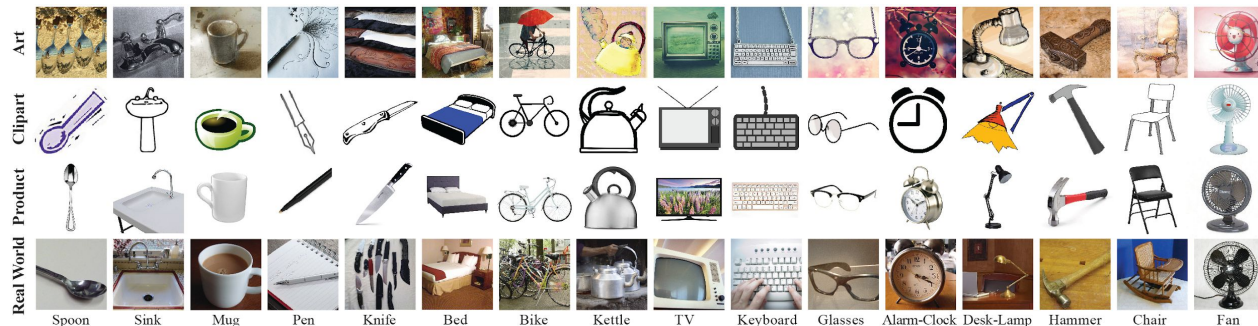 Art
Clipart
Product
Real World
Spoon Sink Mug Pen Knife Bed Bike Kettle TV Keyboard Glasses Alarm-Clock Desk-Lamp Hammer Chair Fan